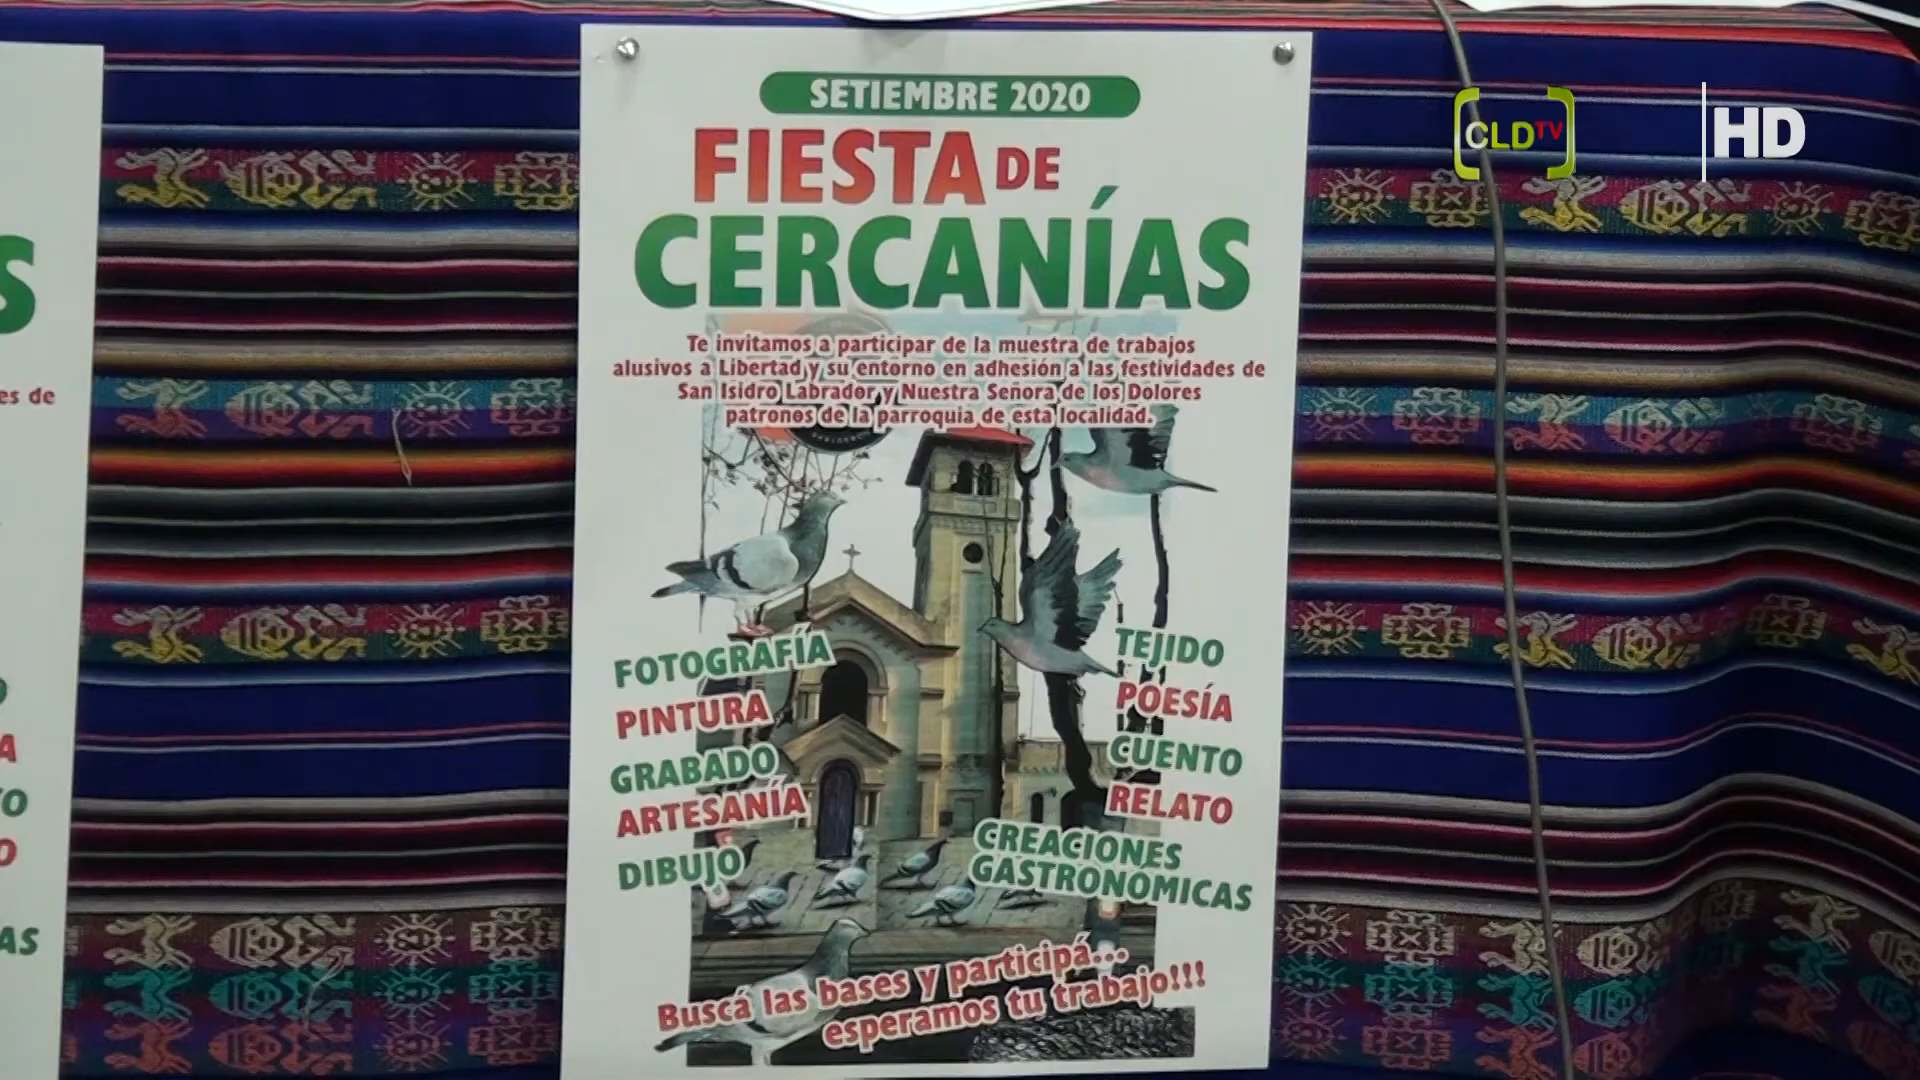 SETIEMBRE 2020
FIESTA DE
CERCANÍAS
Te invitamos a participar de la muestra de trabajos
alusivos a Libertad y su entorno en adhesión a las festividades de
San Isidro Labrador y Nuestra Señora de los Dolores
patronos de la parroquia de esta localidad.
FOTOGRAFÍA
PINTURA
GRABADO
ARTESANÍA
DIBUJO
TEJIDO
POESÍA
CUENTO
RELATO
CREACIONES
GASTRONÓMICAS
Buscá las bases y participá...
esperamos tu trabajo!!!
CLDTV
HD
S
es de
A
TO
O
AS